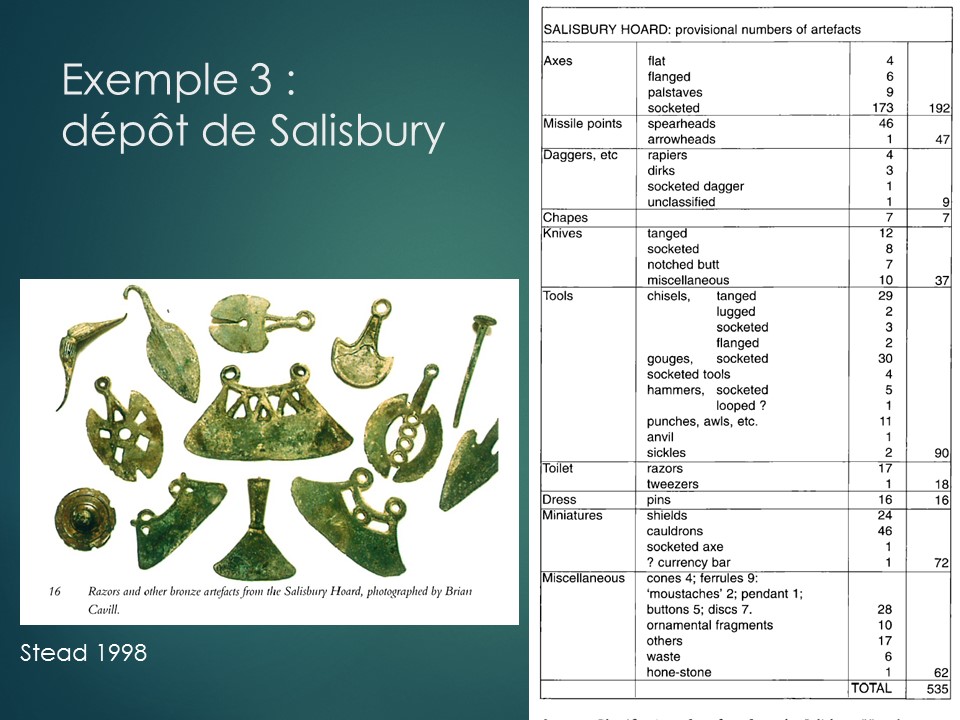 Exemple 3 :
dépôt de Salisbury
16 Razors and other bronze artefacts from the Salisbury Hoard, photographed by Brian
Cavill.
Stead 1998
SALISBURY HOARD: provisional numbers of artefacts
Axes flat 4
flanged 6
palstaves 9
socketed 173 192
Missile points spearheads 46
arrowheads 1 47
Daggers, etc rapiers 4
dirks 3
socketed dagger 1
unclassified 1 9
Chapes 7 7
Knives tanged 12
socketed 8
notched butt 7
miscellaneous 10 37
Tools chisels, tanged 29
lugged 2
socketed 3
flanged 2
gouges, socketed 30
socketed tools 4
hammers, socketed 5
looped ? 1
punches, awls, etc. 11
anvil 1
sickles 2 90
Toilet razors 17
tweezers 1 18
Dress pins 16 16
Miniatures shields 24
cauldrons 46
socketed axe 1
? currency bar 1 72
Miscellaneous cones 4; ferrules 9:
'moustaches' 2; pendant 1;
buttons 5; discs 7. 28
ornamental fragments 10
others 17
waste 6
hone-stone 1 62
TOTAL 535